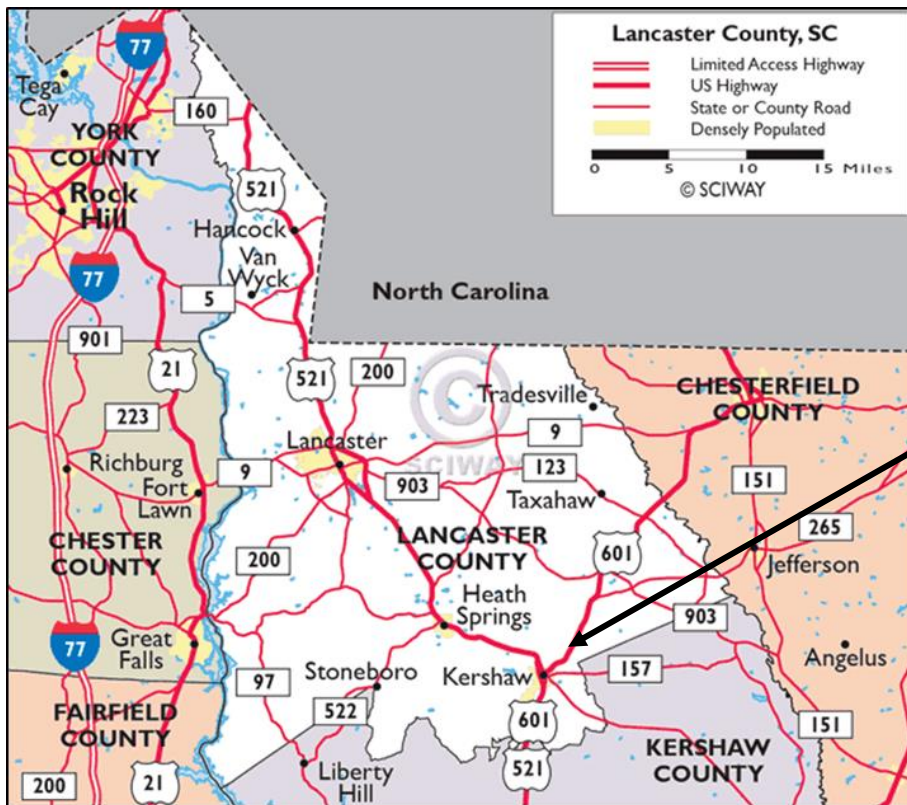 Lancaster County, SC
Limited Access Highway
US Highway
State or County Road
Densely Populated
0 5 10 15 Miles
© SCIWAY
77
Tega
Cay
160
YORK
COUNTY
521
Rock
Hill
Hancock
Van
Wyck
77
5
North Carolina
901
21
521
200
©
Tradesville
CHESTERFIELD
COUNTY
223
Lancaster
9
SCIWAY
Richburg
9
123
151
Fort
Lawn
903
Taxahaw
265
CHESTER
COUNTY
LANCASTER
COUNTY
200
601
Jefferson
Heath
Springs
903
Great
Falls
77
Stoneboro
Kershaw
157
Angelus
97
FAIRFIELD
COUNTY
522
601
151
KERSHAW
COUNTY
200
21
Liberty
Hill
521